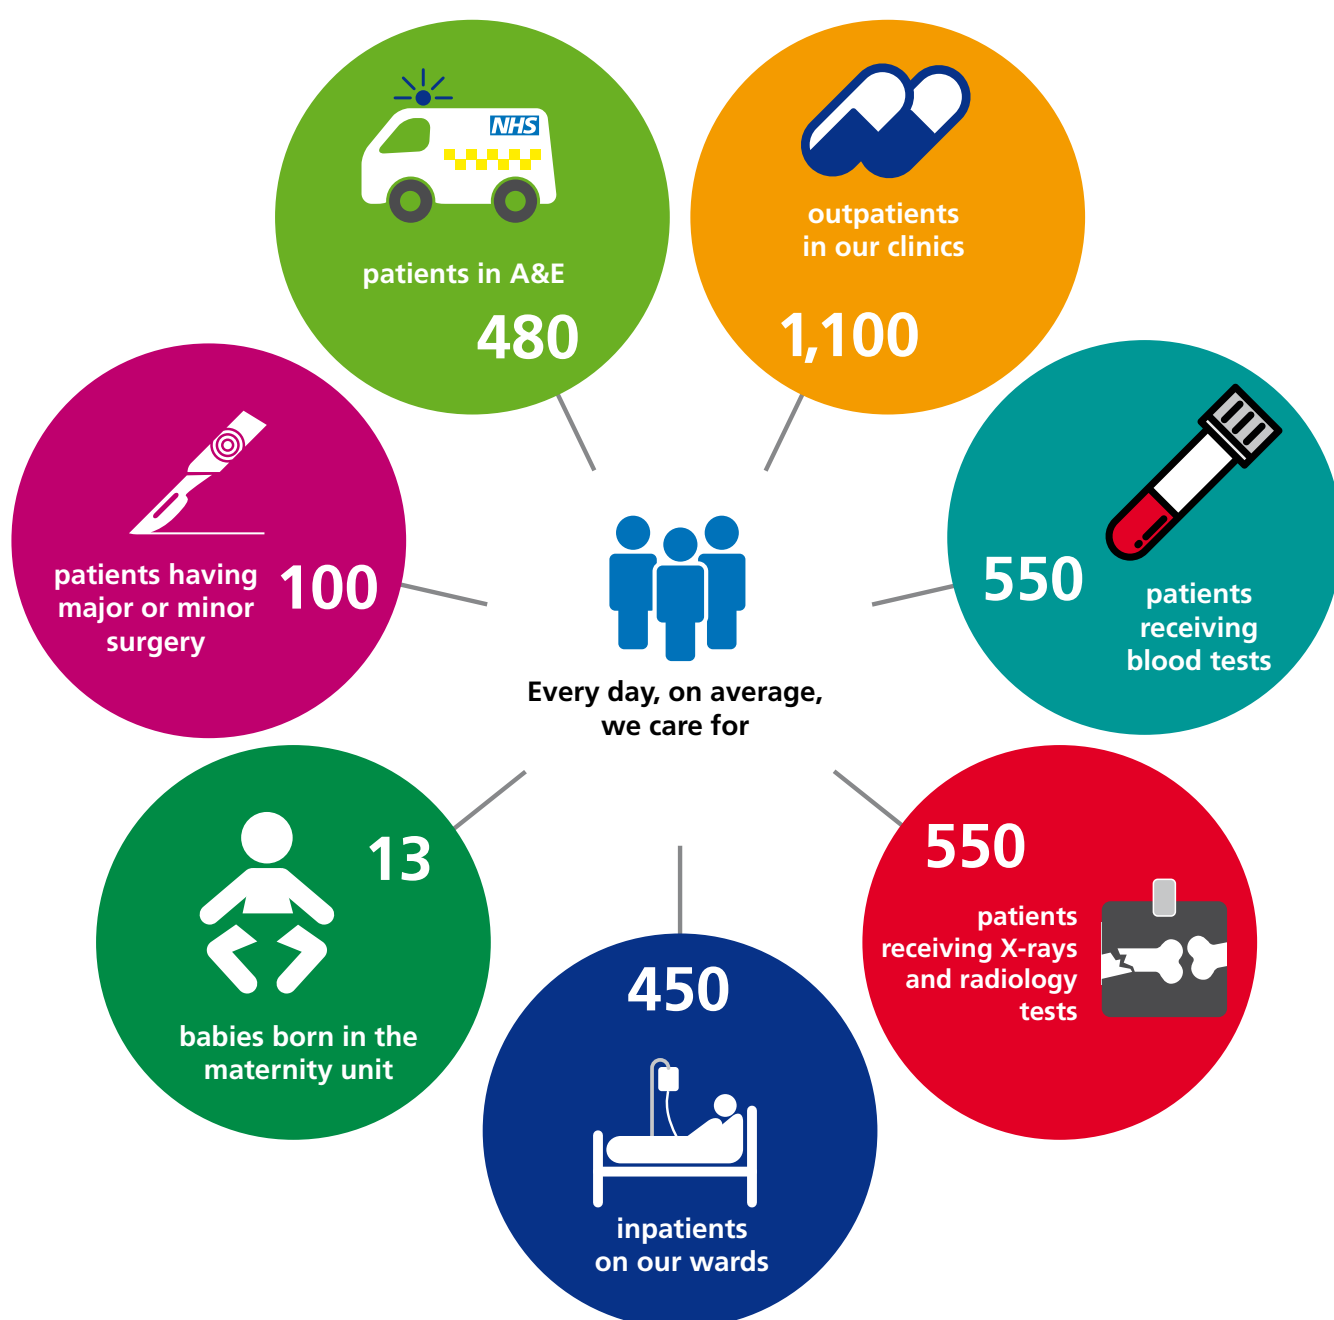 NHS
patients in A&E
480
outpatients
in our clinics
1,100
550
patients
receiving
blood tests
550
patients
receiving X-rays
and radiology
tests
450
inpatients
on our wards
13
babies born in the
maternity unit
patients having
major or minor
surgery
100
Every day, on average,
we care for